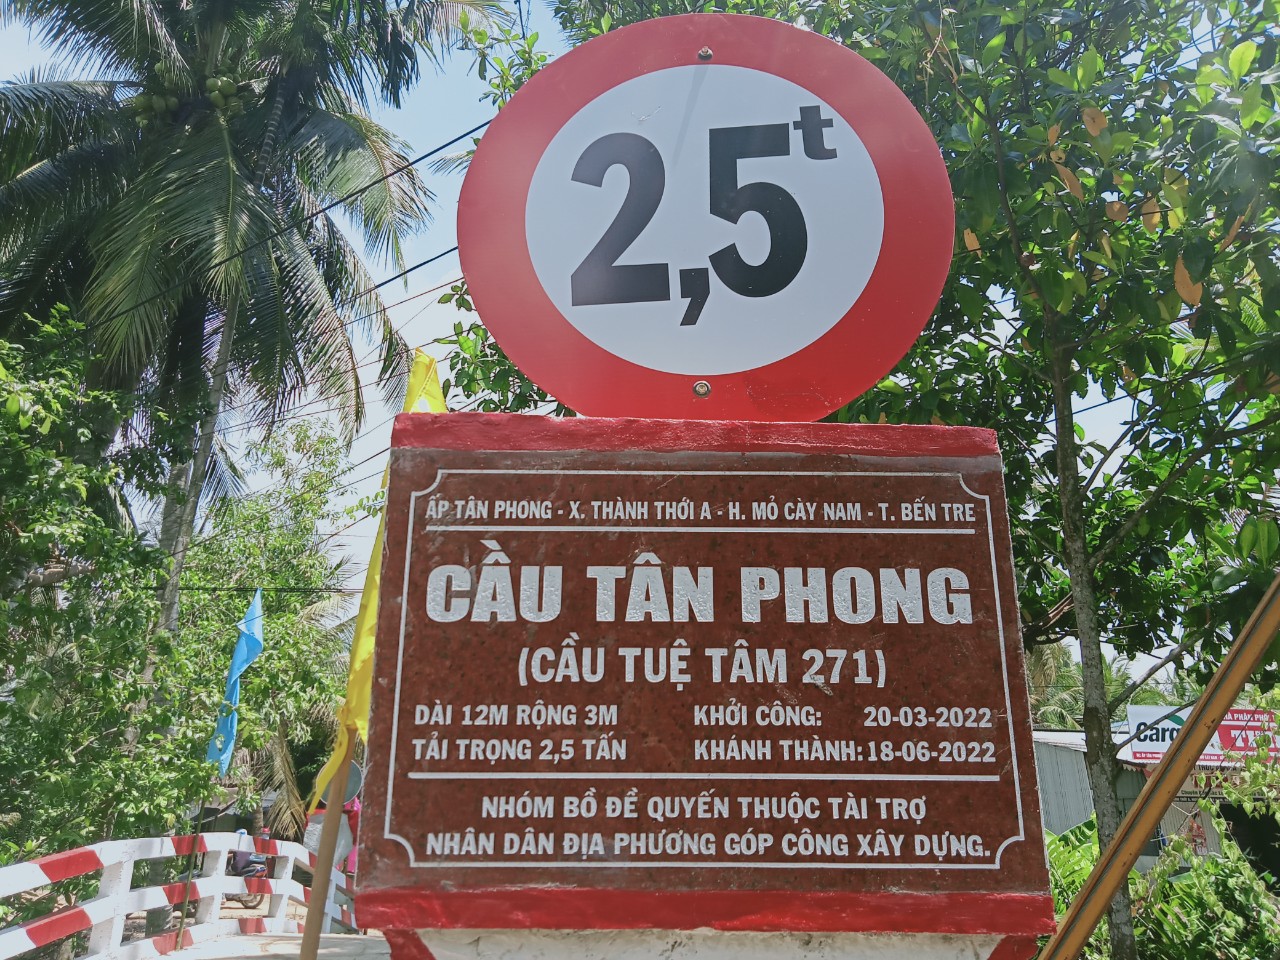 2,5t
ẤP TÂN PHONG - X. THÀNH THỚI A - H. MỎ CÀY NAM - T. BẾN TRE
CẦU TÂN PHONG
(CẦU TUỆ TÂM 271)
DÀI 12M RỘNG 3M KHỞI CÔNG: 20-03-2022
TẢI TRỌNG 2,5 TẤN KHÁNH THÀNH: 18-06-2022
NHÓM BỒ ĐỀ QUYẾN THUỘC TÀI TRỢ
NHÂN DÂN ĐỊA PHƯƠNG GÓP CÔNG XÂY DỰNG.